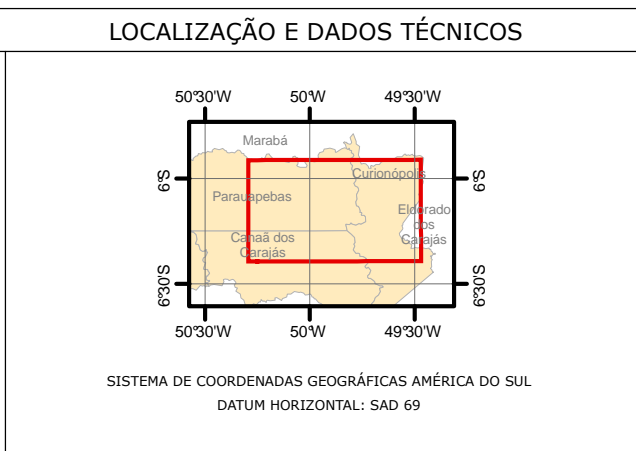 LOCALIZAÇÃO E DADOS TÉCNICOS
50°30'W 50°W 49°30'W
Marabá
6°S 6°S
Curionópolis
Parauapebas
Eldorado
dos
Carajás
Canaã dos
Carajás
6°30'S 6°30'S
50°30'W 50°W 49°30'W
SISTEMA DE COORDENADAS GEOGRÁFICAS AMÉRICA DO SUL
DATUM HORIZONTAL: SAD 69